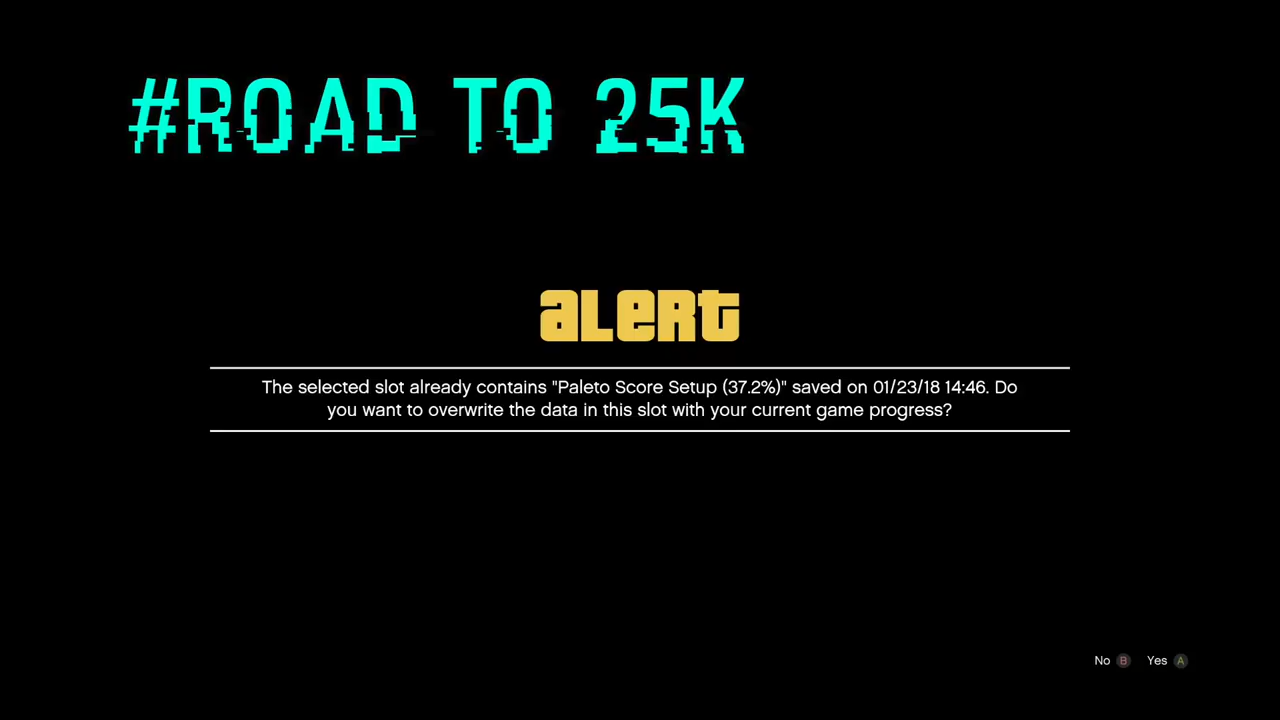 #ROAD TO 25K
aLeRt
The selected slot already contains "Paleto Score Setup (37.2%)" saved on 01/23/18 14:46. Do
you want to overwrite the data in this slot with your current game progress?
No B Yes A